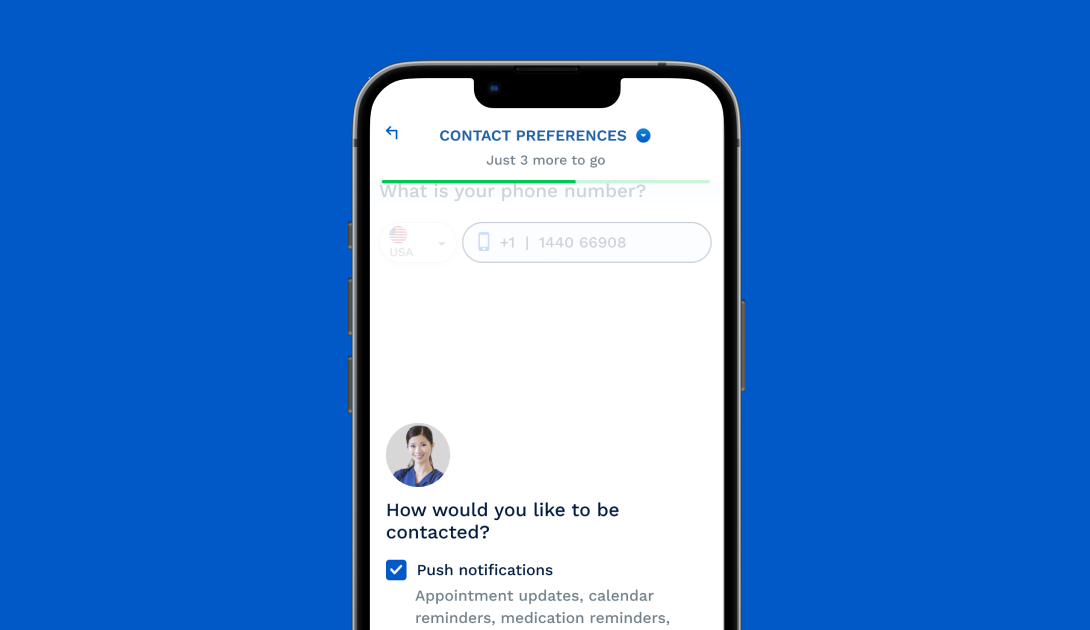 CONTACT PREFERENCES
Just 3 more to go
What is your phone number?
USA
+1 | 1440 66908
How would you like to be
contacted?
Push notifications
Appointment updates, calendar
reminders, medication reminders,